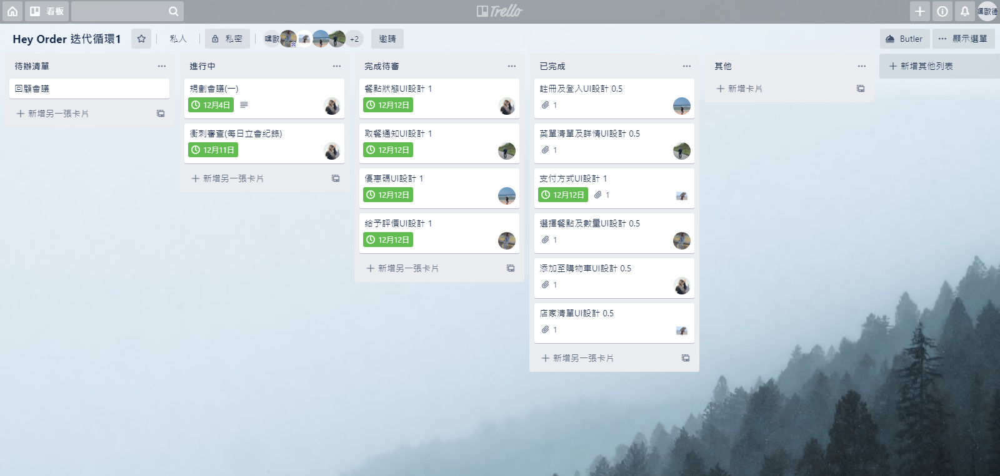 看板
Trello
嘿歐德
Hey Order 迭代循環1
私人
私密
嘿歐
+2
邀請
Butler
顯示選單
待辦清單
回顧會議
新增另一張卡片
進行中
規劃會議(一)
12月4日
衝刺審查(每日立會紀錄)
12月11日
新增另一張卡片
完成待審
餐點狀態UI設計 1
12月12日
取餐通知UI設計 1
12月12日
優惠碼UI設計 1
12月12日
給予評價UI設計 1
12月12日
新增另一張卡片
已完成
註冊及登入UI設計 0.5
1
菜單清單及詳情UI設計 0.5
1
支付方式UI設計 1
12月12日 1
選擇餐點及數量UI設計 0.5
1
添加至購物車UI設計 0.5
1
店家清單UI設計 0.5
1
新增另一張卡片
其他
新增卡片
新增其他列表